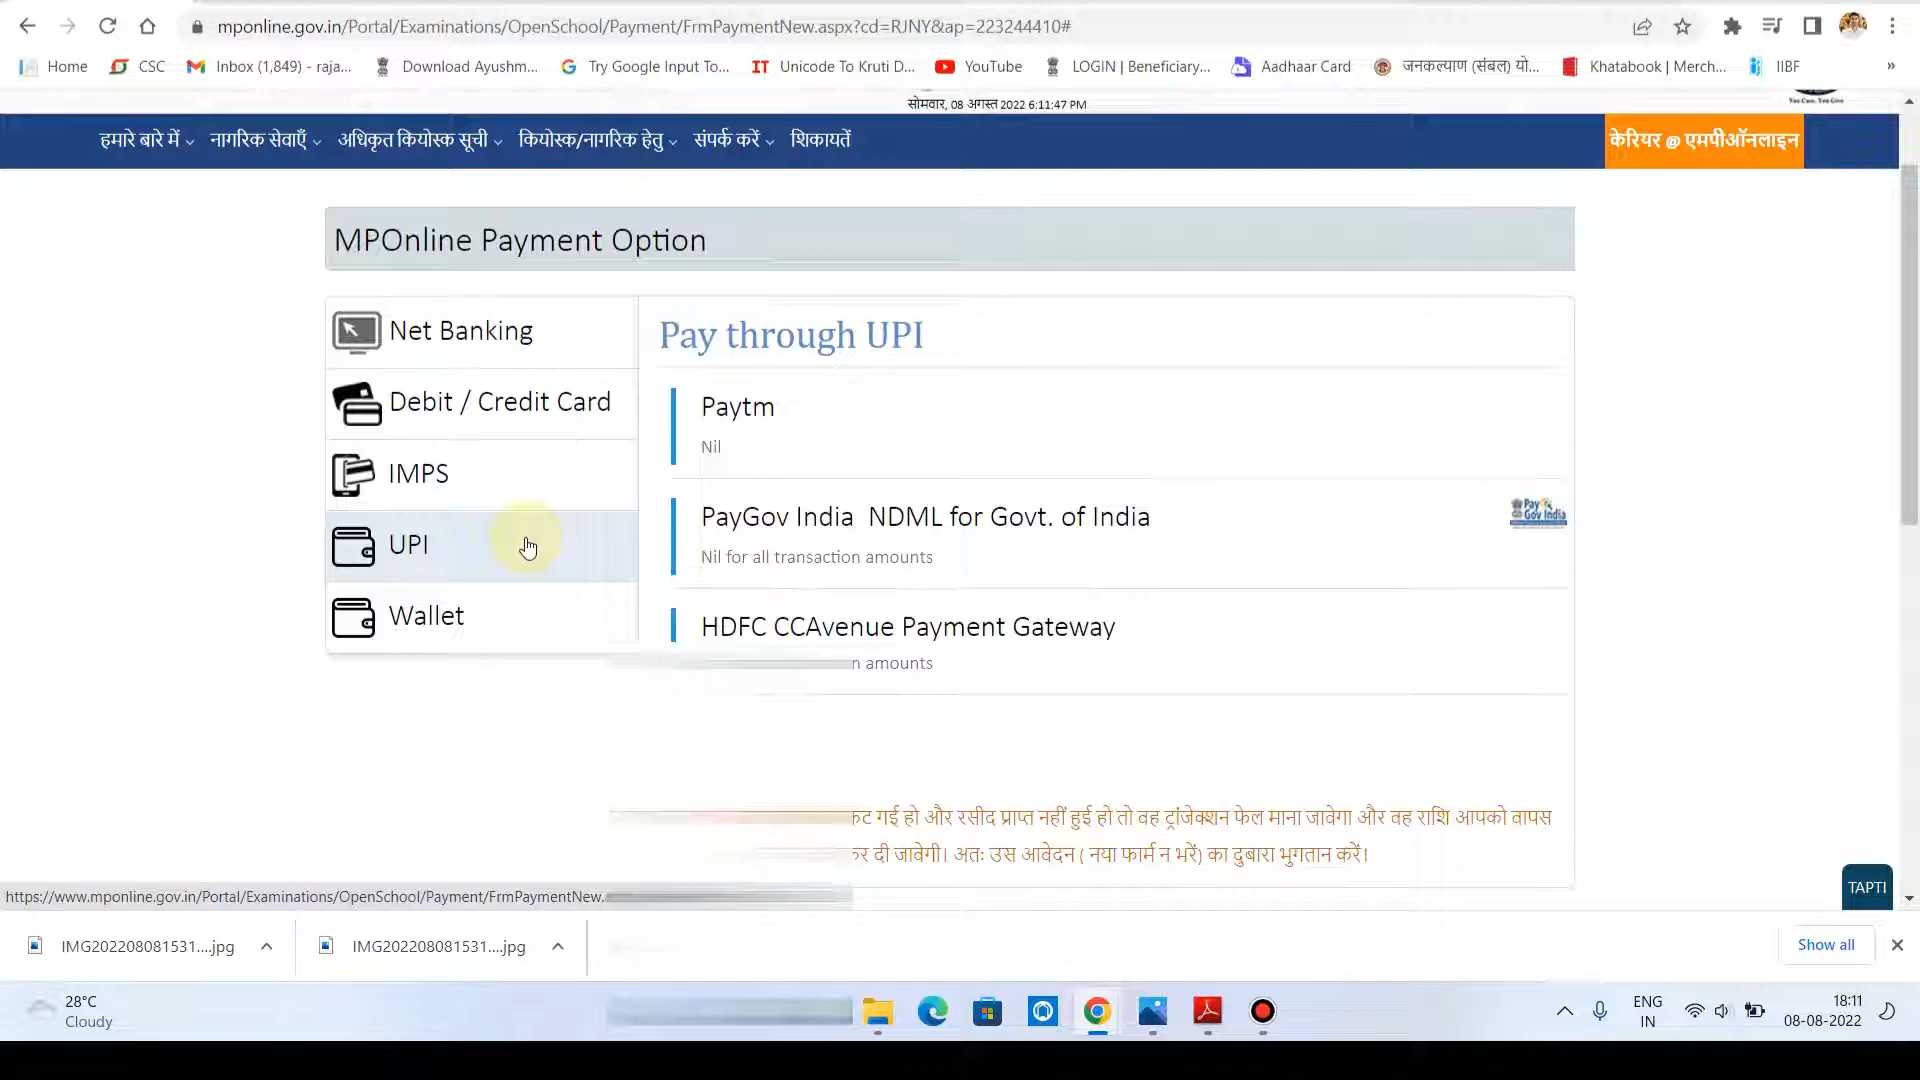 mponline.gov.in/Portal/Examinations/OpenSchool/Payment/FrmPaymentNew.aspx?cd=RJNY&ap=223244410#
Home CSC Inbox (1,849) - raja... Download Ayushm... Try Google Input To... IT Unicode To Kruti D... YouTube LOGIN | Beneficiary... Aadhaar Card जनकल्याण (संबल) यो... Khatabook | Merch... IIBF »
सोमवार, 08 अगस्त 2022 6:11:47 PM
हमारे बारे में नागरिक सेवाएँ अधिकृत कियोस्क सूची कियोस्क/नागरिक हेतु संपर्क करें शिकायतें केरियर @ एमपीऑनलाइन
MPOnline Payment Option
Net Banking
Debit / Credit Card
IMPS
UPI
Wallet
Pay through UPI
Paytm
Nil
PayGov India NDML for Govt. of India
Pay Gov India
Nil for all transaction amounts
HDFC CCAvenue Payment Gateway
amounts
गई हो और रसीद प्राप्त नहीं हुई हो तो वह ट्रांजेक्शन फेल माना जावेगा और वह राशि आपको वापस
दी जावेगी। अतः उस आवेदन ( नया फार्म न भरें) का दुबारा भुगतान करें।
TAPTI
https://www.mponline.gov.in/Portal/Examinations/OpenSchool/Payment/FrmPaymentNew.
IMG202208081531....jpg IMG202208081531....jpg Show all
28°C
Cloudy
ENG
IN
18:11
08-08-2022